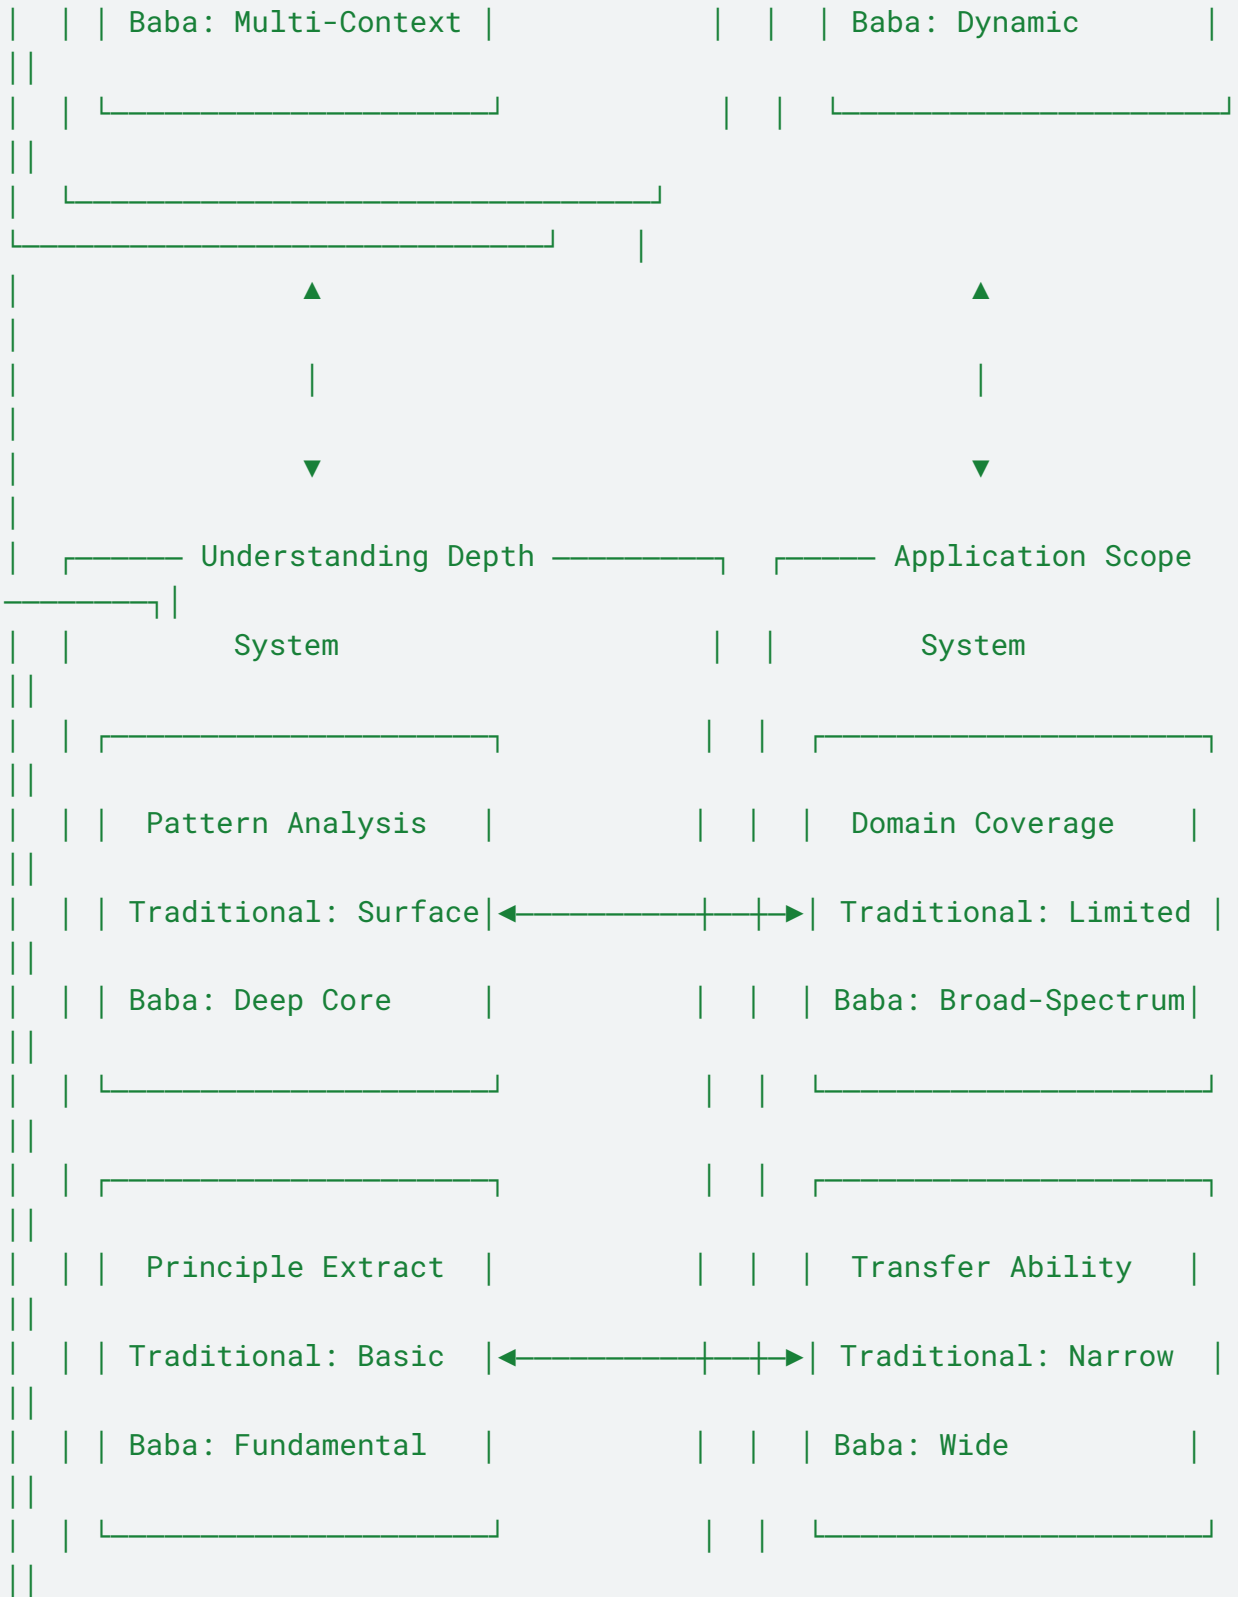 │ │ │ Baba: Multi-Context │ │ │ │ Baba: Dynamic │
││
│ │ └─────────────────────┘ │ │ └─────────────────────┘
││
│ └────────────────────────────────┘
└─────────────────────────────┘ │
│ ▲ ▲
│
│ │ │
│
│ ▼ ▼
│
│ ┌────── Understanding Depth ─────────┐ ┌───── Application Scope
────────┐│
│ │ System │ │ System
││
│ │ ┌─────────────────────┐ │ │ ┌─────────────────────┐
││
│ │ │ Pattern Analysis │ │ │ │ Domain Coverage │
││
│ │ │ Traditional: Surface│◄──────────┼──┼─►│ Traditional: Limited │
││
│ │ │ Baba: Deep Core │ │ │ │ Baba: Broad-Spectrum│
││
│ │ └─────────────────────┘ │ │ └─────────────────────┘
││
│ │ ┌─────────────────────┐ │ │ ┌─────────────────────┐
││
│ │ │ Principle Extract │ │ │ │ Transfer Ability │
││
│ │ │ Traditional: Basic │◄──────────┼──┼─►│ Traditional: Narrow │
││
│ │ │ Baba: Fundamental │ │ │ │ Baba: Wide │
││
│ │ └─────────────────────┘ │ │ └─────────────────────┘
││